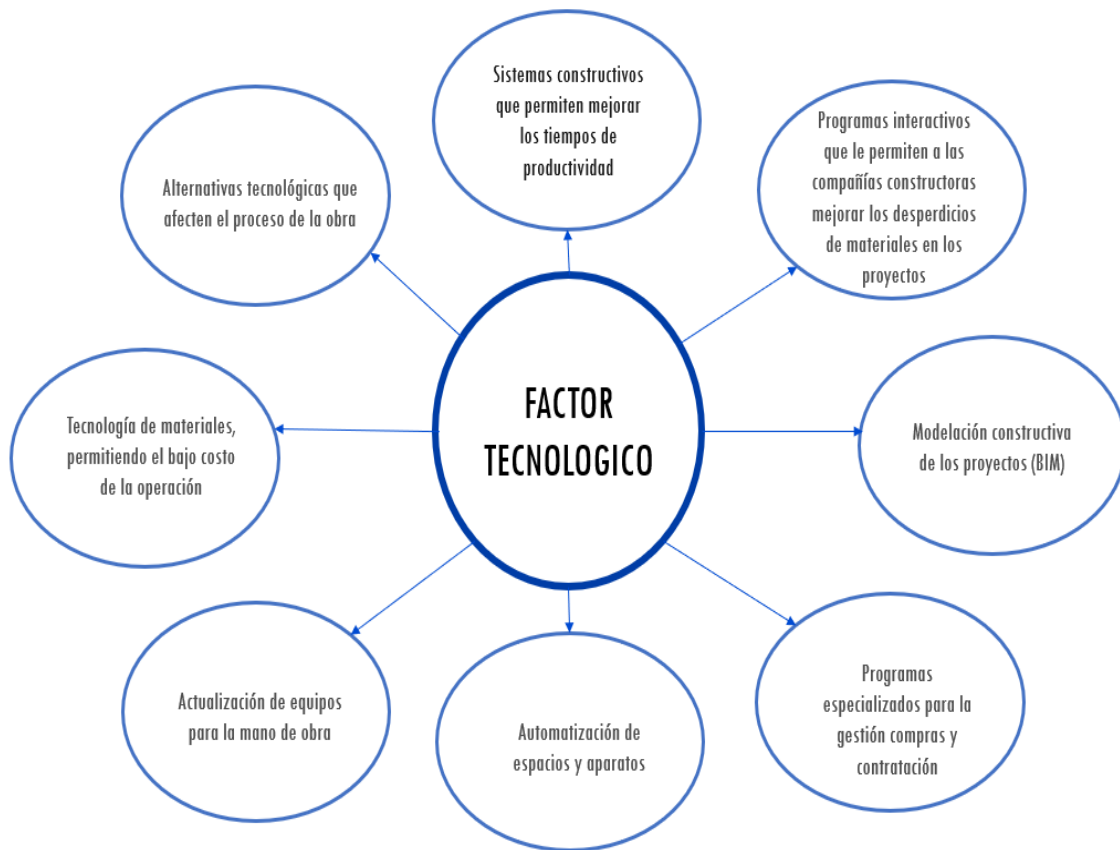 Sistemas constructivos
que permiten mejorar
los tiempos de
productividad
Programas interactivos
que le permiten a las
compañías constructoras
mejorar los desperdicios
de materiales en los
proyectos
Alternativas tecnológicas que
afecten el proceso de la obra
FACTOR
TECNOLOGICO
Tecnología de materiales,
permitiendo el bajo costo
de la operación
Modelación constructiva
de los proyectos (BIM)
Actualización de equipos
para la mano de obra
Automatización de
espacios y aparatos
Programas
especializados para la
gestión compras y
contratación